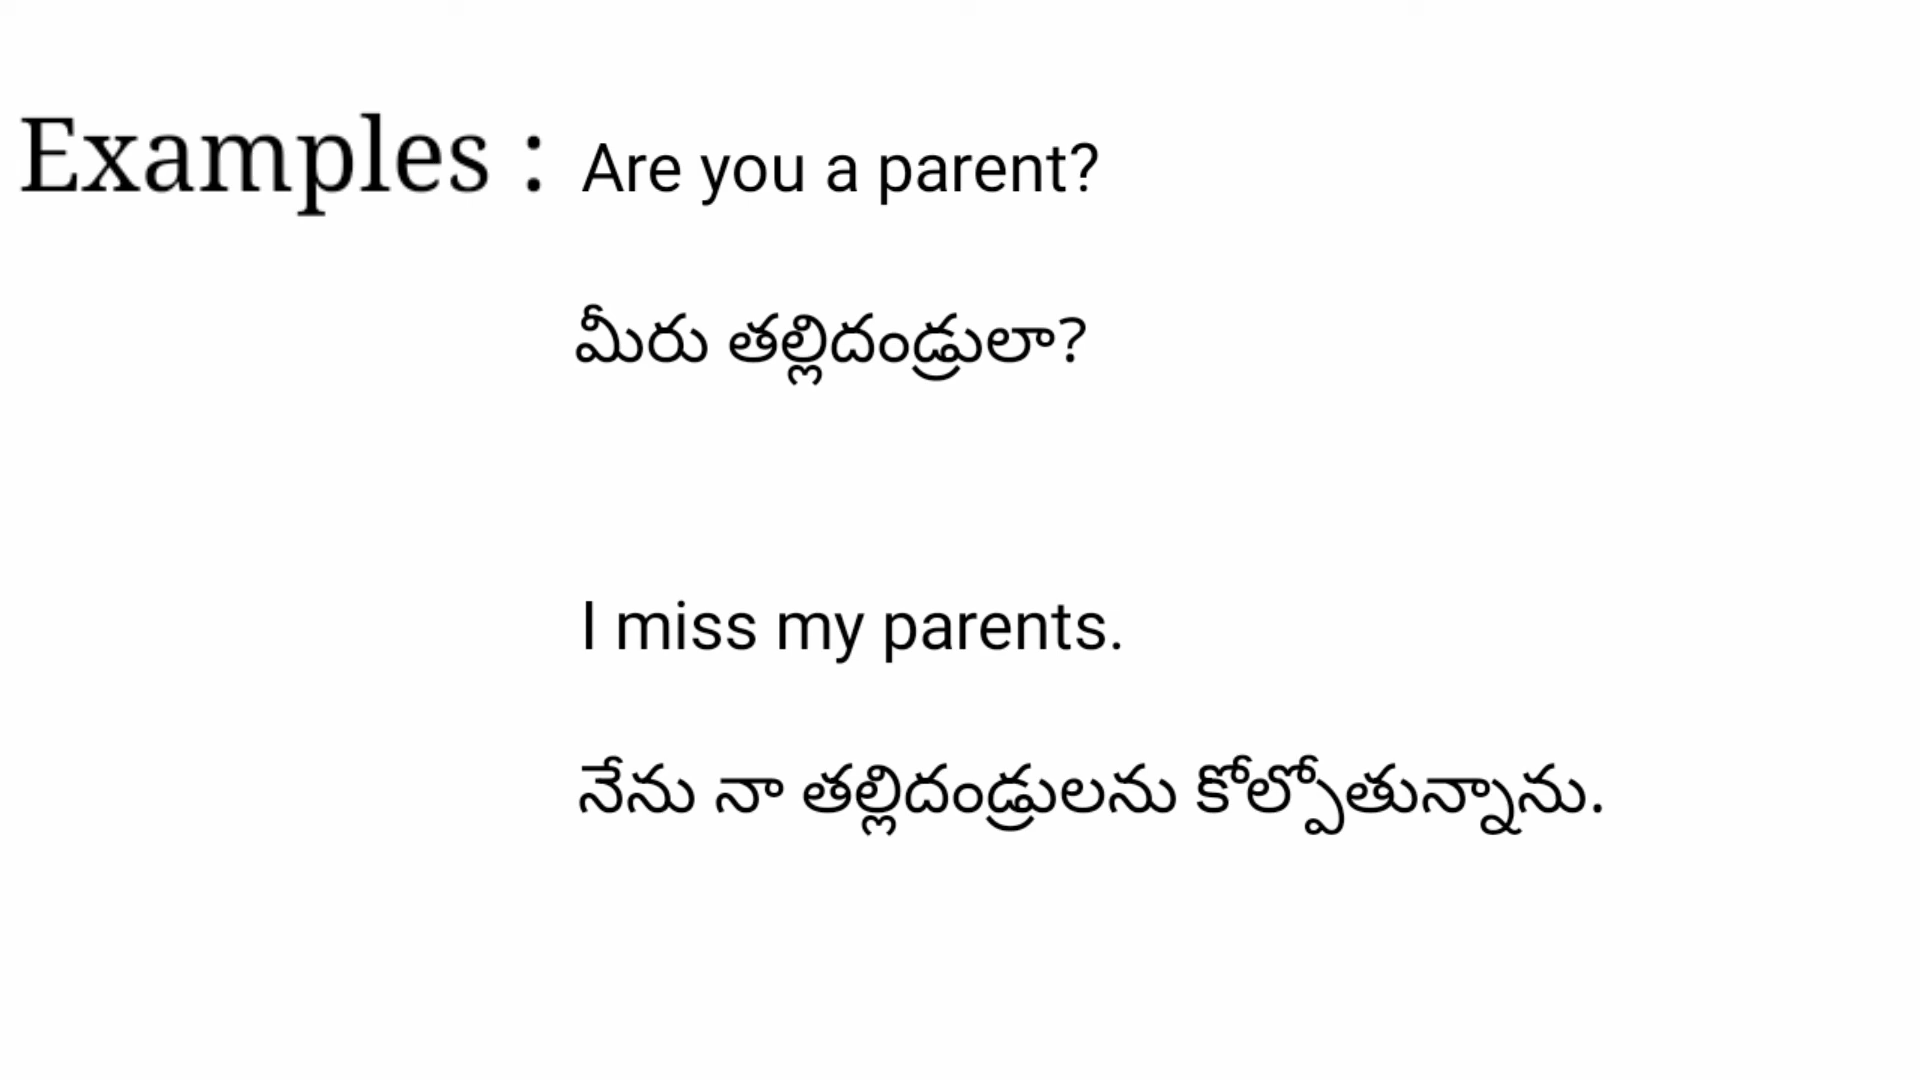 Examples : Are you a parent?
మీరు తల్లిదండ్రులా?
I miss my parents.
నేను నా తల్లిదండ్రులను కోల్పోతున్నాను.